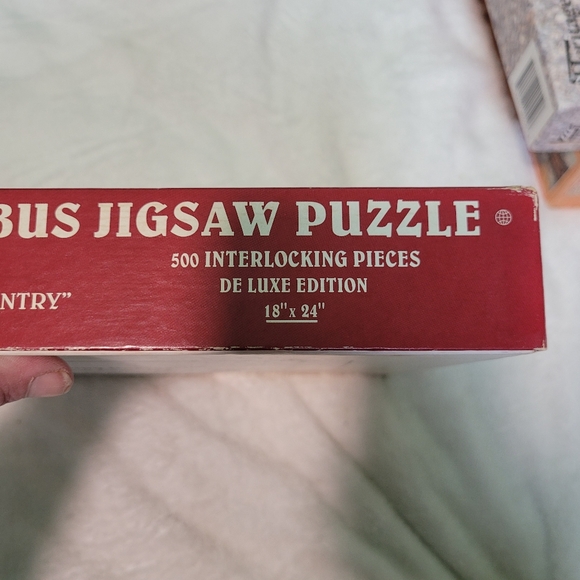 BUS JIGSAW PUZZLE
500 INTERLOCKING PIECES
DE LUXE EDITION
NTRY”
18" x 24"